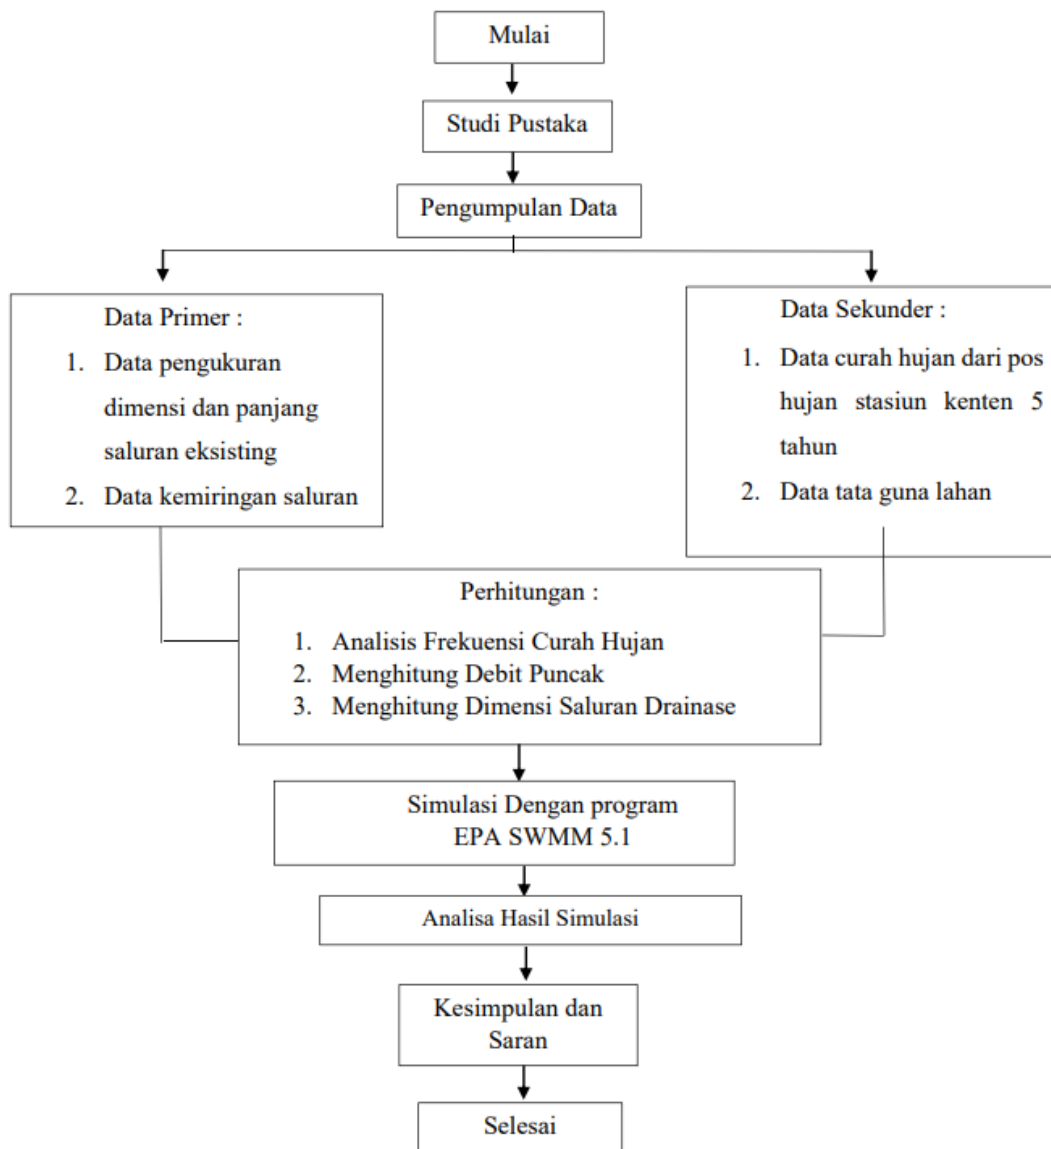 Mulai
Studi Pustaka
Pengumpulan Data
Data Primer :
1. Data pengukuran
dimensi dan panjang
saluran eksisting
2. Data kemiringan saluran
Data Sekunder :
1. Data curah hujan dari pos
hujan stasiun kenten 5
tahun
2. Data tata guna lahan
Perhitungan :
1. Analisis Frekuensi Curah Hujan
2. Menghitung Debit Puncak
3. Menghitung Dimensi Saluran Drainase
Simulasi Dengan program
EPA SWMM 5.1
Analisa Hasil Simulasi
Kesimpulan dan
Saran
Selesai